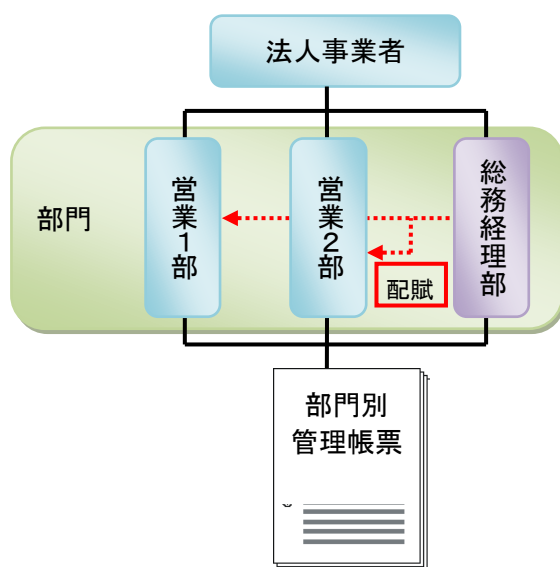 法人事業者
部門
営業1部
営業2部
総務経理部
配賦
部門別
管理帳票